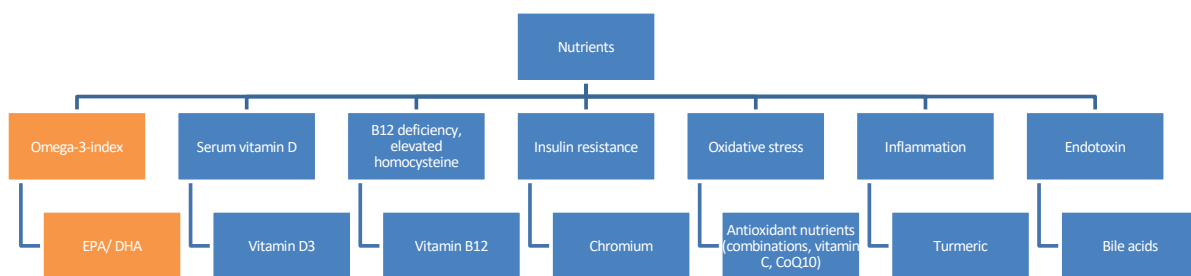 Nutrients
Omega-3-index
Serum vitamin D
B12 deficiency,
elevated
homocysteine
Insulin resistance
Oxidative stress
Inflammation
Endotoxin
EPA/ DHA
Vitamin D3
Vitamin B12
Chromium
Antioxidant nutrients
(combinations, vitamin
C, CoQ10)
Turmeric
Bile acids